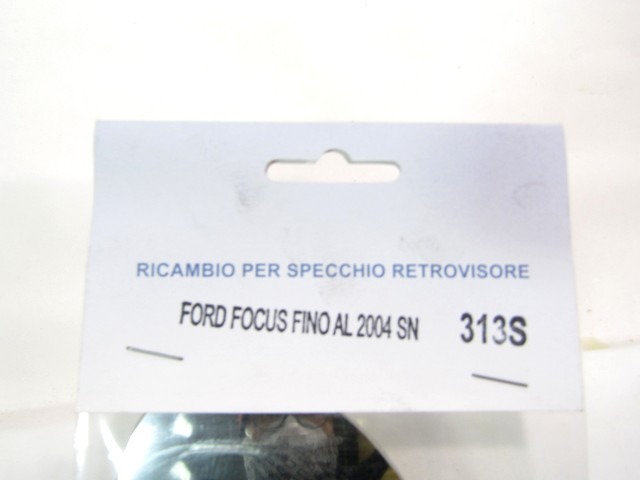 RICAMBIO PER SPECCHIO RETROVISORE
FORD FOCUS FINO AL 2004 SN 313S